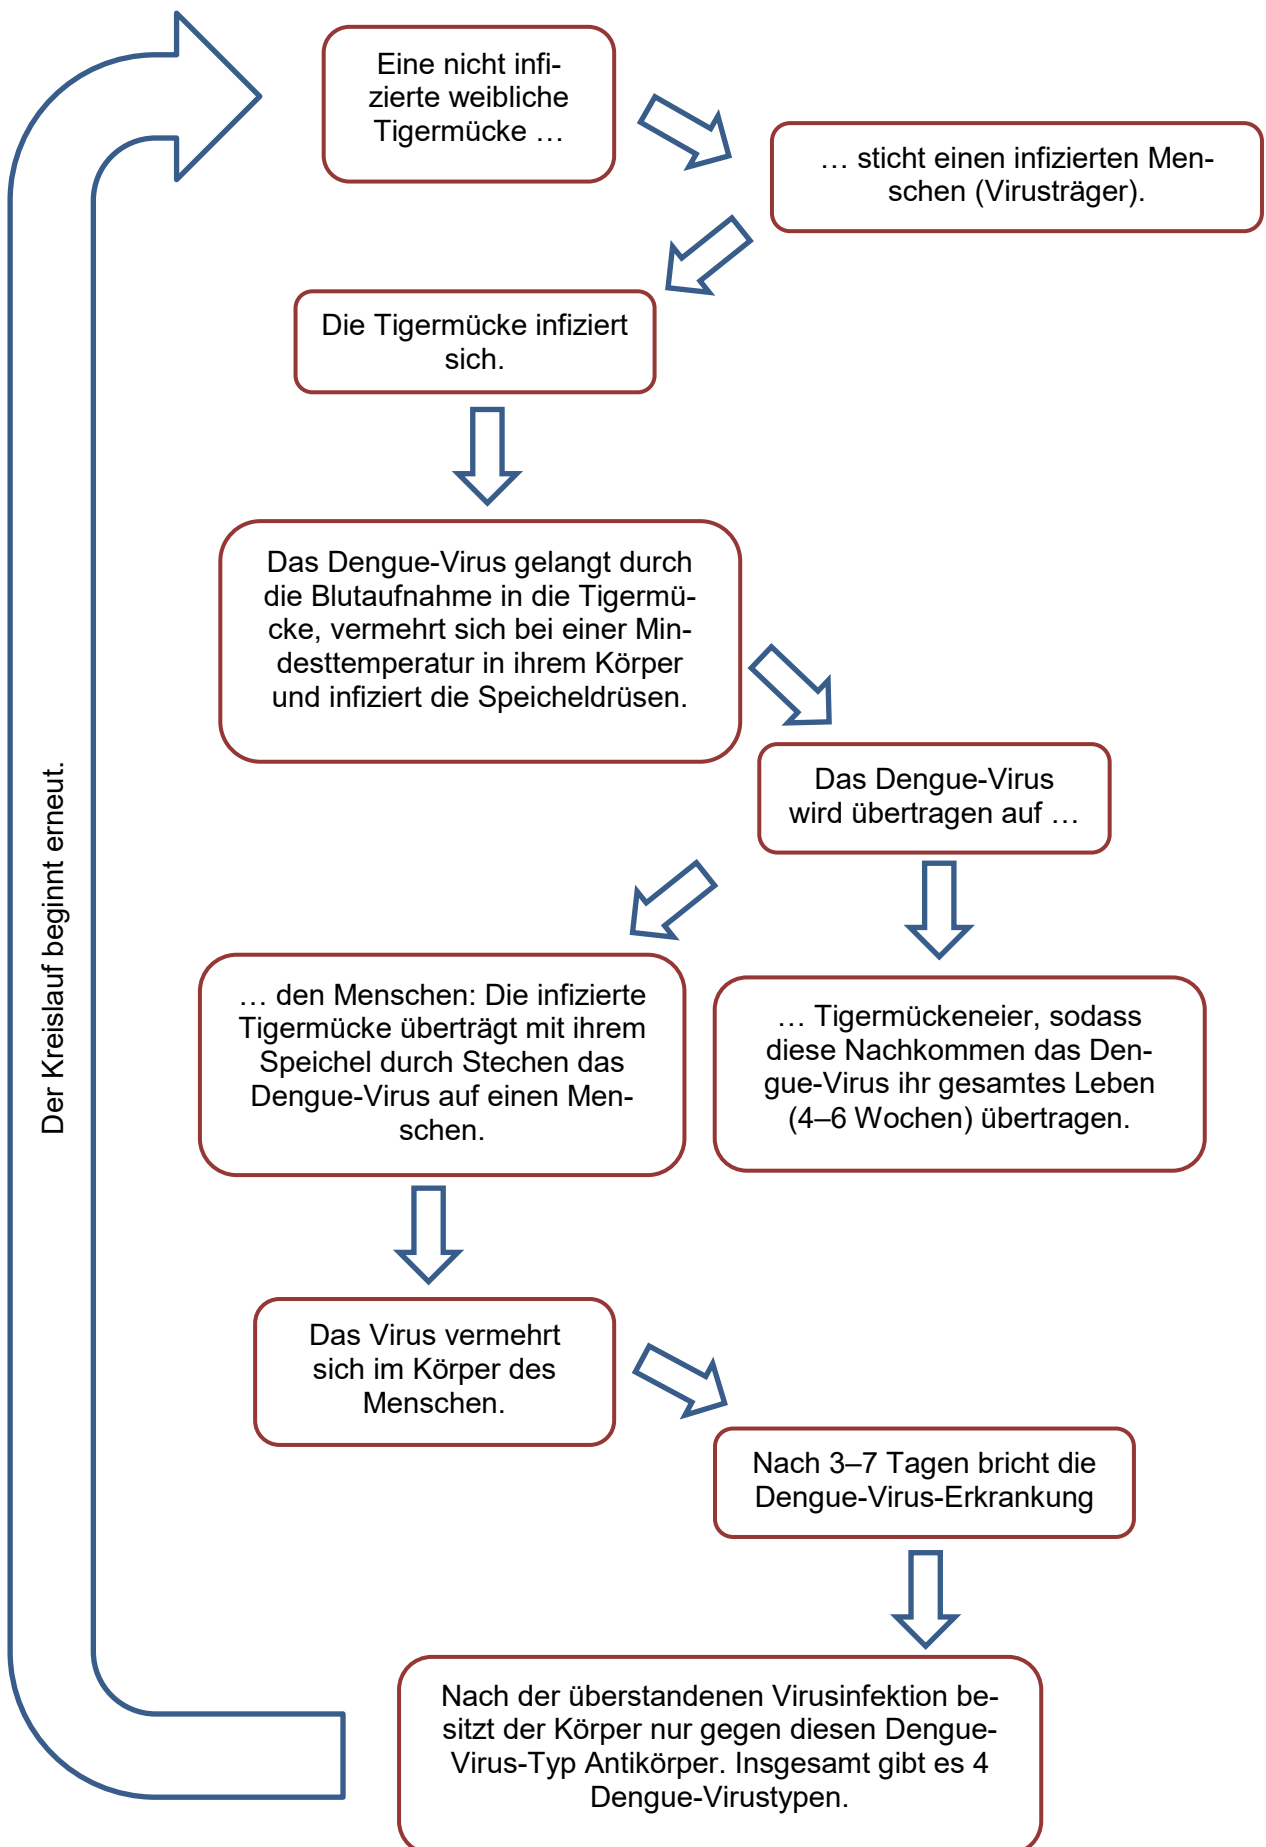 Eine nicht infi-
zierte weibliche
Tigermücke …
… sticht einen infizierten Men-
schen (Virusträger).
Die Tigermücke infiziert
sich.
Das Dengue-Virus gelangt durch
die Blutaufnahme in die Tigermü-
cke, vermehrt sich bei einer Min-
desttemperatur in ihrem Körper
und infiziert die Speicheldrüsen.
Das Dengue-Virus
wird übertragen auf …
… den Menschen: Die infizierte
Tigermücke überträgt mit ihrem
Speichel durch Stechen das
Dengue-Virus auf einen Men-
schen.
… Tigermückeneier, sodass
diese Nachkommen das Den-
gue-Virus ihr gesamtes Leben
(4–6 Wochen) übertragen.
Das Virus vermehrt
sich im Körper des
Menschen.
Nach 3–7 Tagen bricht die
Dengue-Virus-Erkrankung
Nach der überstandenen Virusinfektion be-
sitzt der Körper nur gegen diesen Dengue-
Virus-Typ Antikörper. Insgesamt gibt es 4
Dengue-Virustypen.
Der Kreislauf beginnt erneut.